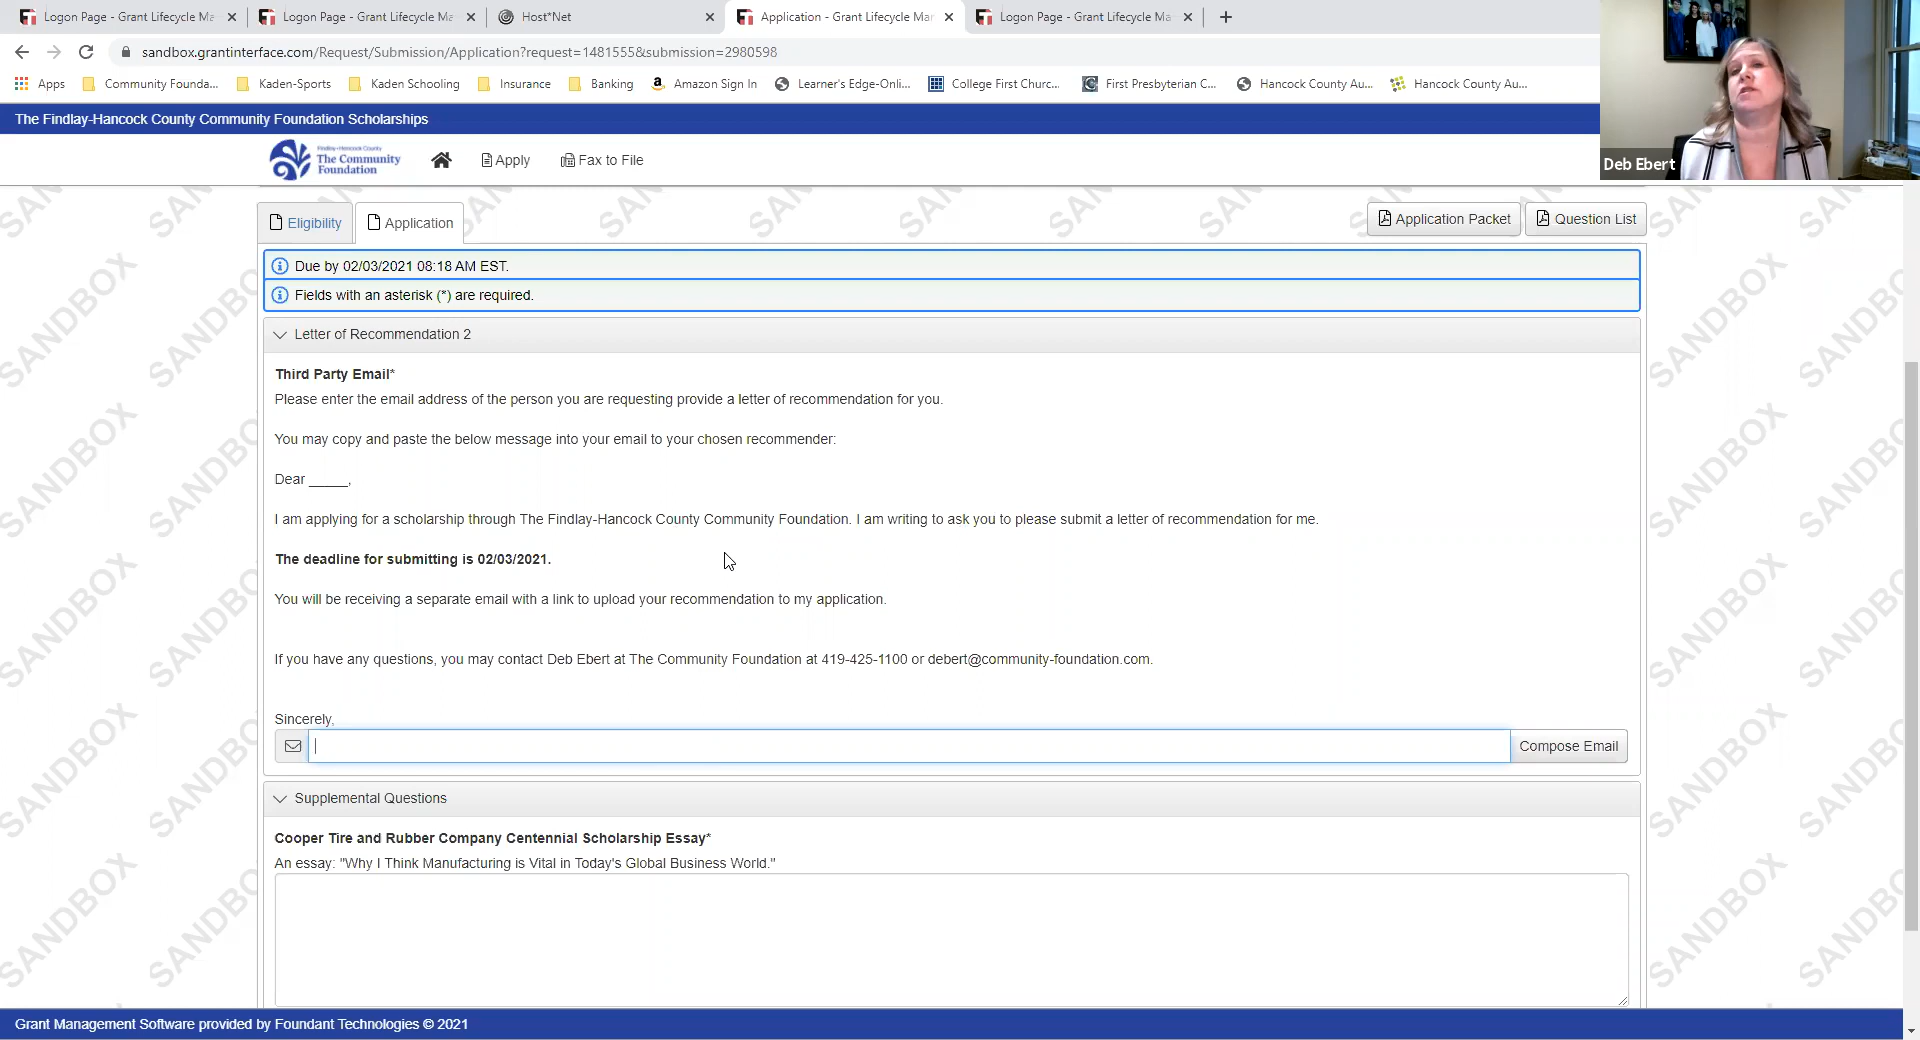 Logon Page - Grant Lifecycle Ma
Logon Page - Grant Lifecycle Ma
Host*Net
Application - Grant Lifecycle Mar
Logon Page - Grant Lifecycle Ma
sandbox.grantinterface.com/Request/Submission/Application?request=1481555&submission=2980598
Apps
Community Founda...
Kaden-Sports
Kaden Schooling
Insurance
Banking
Amazon Sign In
Learner's Edge-Onli...
College First Churc...
First Presbyterian C...
Hancock County Au...
Hancock County Au...
Deb Ebert
The Findlay-Hancock County Community Foundation Scholarships
Findlay-Hancock County
The Community
Foundation
Apply
Fax to File
Eligibility
Application
Application Packet
Question List
Due by 02/03/2021 08:18 AM EST.
Fields with an asterisk (*) are required.
Letter of Recommendation 2
Third Party Email*
Please enter the email address of the person you are requesting provide a letter of recommendation for you.
You may copy and paste the below message into your email to your chosen recommender:
Dear _____,
I am applying for a scholarship through The Findlay-Hancock County Community Foundation. I am writing to ask you to please submit a letter of recommendation for me.
The deadline for submitting is 02/03/2021.
You will be receiving a separate email with a link to upload your recommendation to my application.
If you have any questions, you may contact Deb Ebert at The Community Foundation at 419-425-1100 or debert@community-foundation.com.
Sincerely,
Compose Email
Supplemental Questions
Cooper Tire and Rubber Company Centennial Scholarship Essay*
An essay: "Why I Think Manufacturing is Vital in Today's Global Business World."
Grant Management Software provided by Foundant Technologies © 2021
SANDBOX